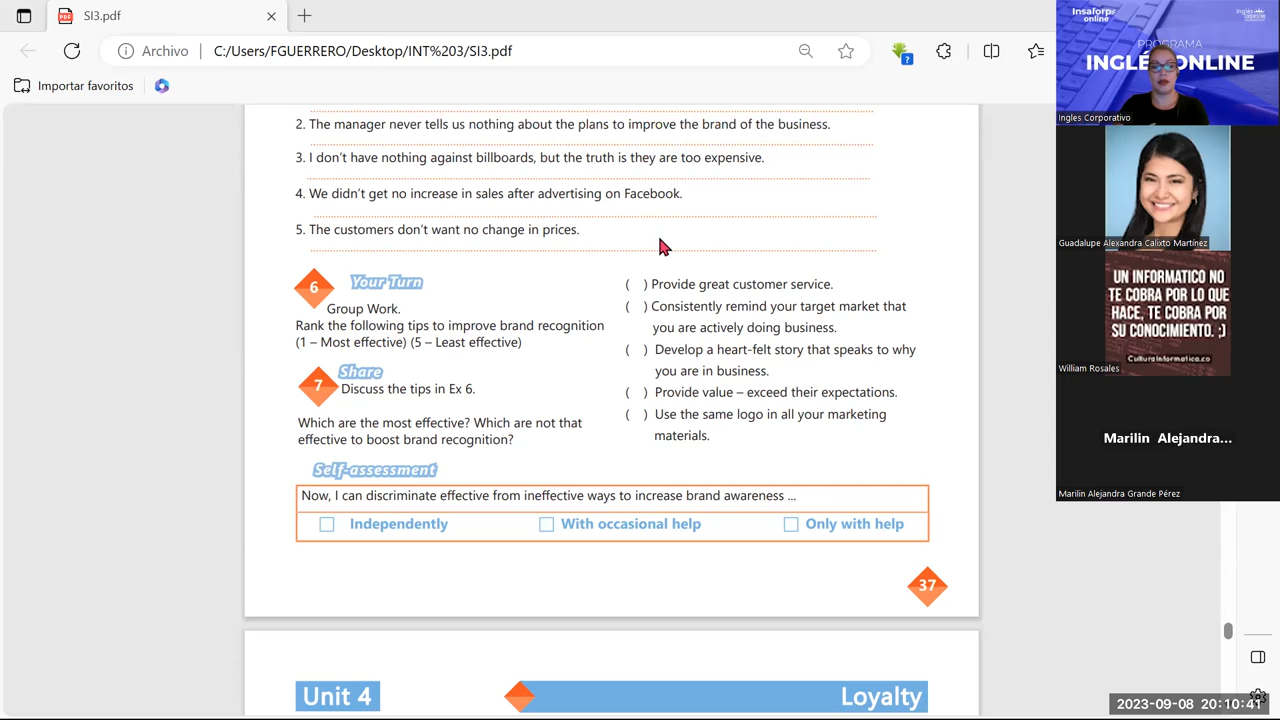 SI3.pdf
Archivo
C:/Users/FGUERRERO/Desktop/INT%203/SI3.pdf
Importar favoritos
2. The manager never tells us nothing about the plans to improve the brand of the business.
3. I don't have nothing against billboards, but the truth is they are too expensive.
4. We didn't get no increase in sales after advertising on Facebook.
5. The customers don't want no change in prices.
6
Your Turn
Group Work.
Rank the following tips to improve brand recognition
(1 – Most effective) (5 – Least effective)
7
Share
Discuss the tips in Ex 6.
Which are the most effective? Which are not that
effective to boost brand recognition?
( ) Provide great customer service.
( ) Consistently remind your target market that
you are actively doing business.
( ) Develop a heart-felt story that speaks to why
you are in business.
( ) Provide value – exceed their expectations.
( ) Use the same logo in all your marketing
materials.
Self-assessment
Now, I can discriminate effective from ineffective ways to increase brand awareness ...
Independently
With occasional help
Only with help
37
Unit 4
Loyalty
Insaforp
online
PROGRAMA
INGLÉS ONLINE
Ingles Corporativo
Guadalupe Alexandra Calixto Martínez
UN INFORMATICO NO
TE COBRA POR LO QUE
HACE, TE COBRA POR
SU CONOCIMIENTO. ;)
CulturaInformatica.co
William Rosales
Marilin Alejandra...
Marilin Alejandra Grande Pérez
2023-09-08 20:10:41